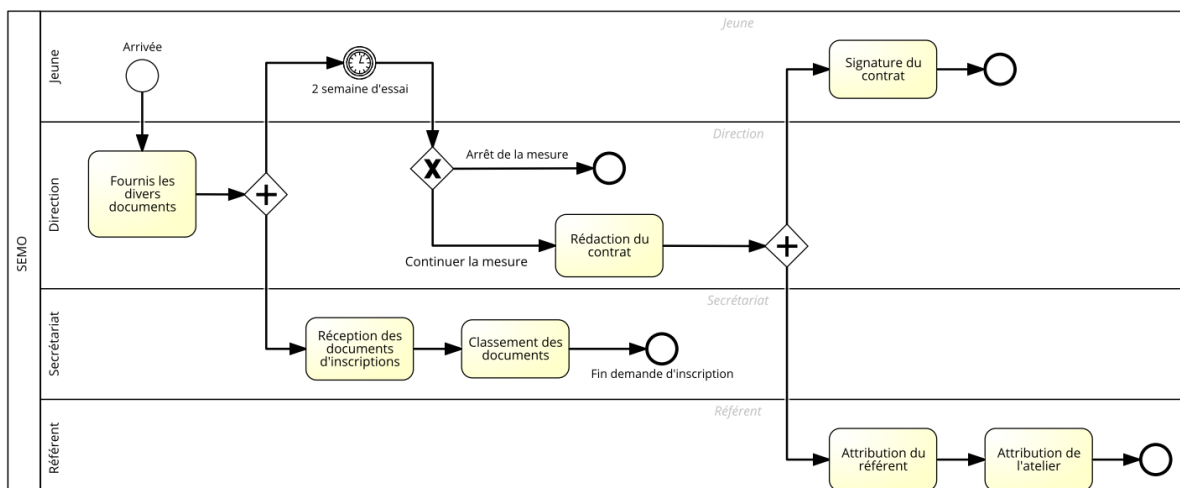 SEMO
Jeune
Jeune
Arrivée
2 semaine d'essai
Signature du
contrat
Direction
Direction
Fournis les
divers
documents
Arrêt de la mesure
Continuer la mesure
Rédaction du
contrat
Secrétariat
Secrétariat
Réception des
documents
d'inscriptions
Classement des
documents
Fin demande d'inscription
Référent
Référent
Attribution du
référent
Attribution de
l'atelier